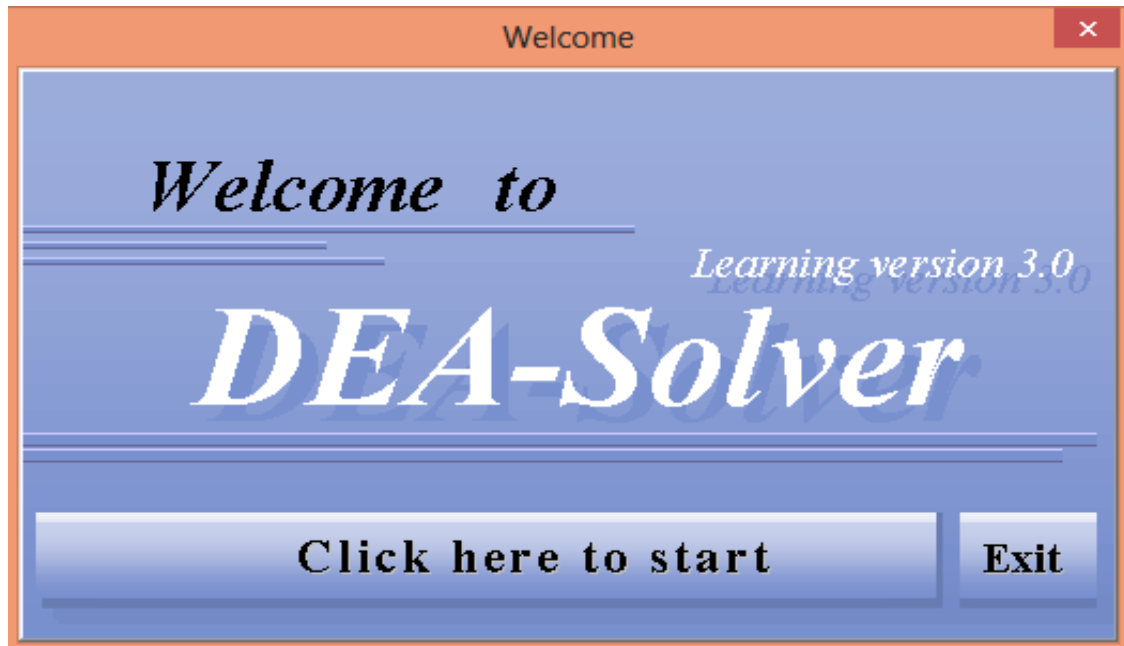 Welcome
Welcome to
Learning version 3.0
DEA-Solver
Click here to start
Exit